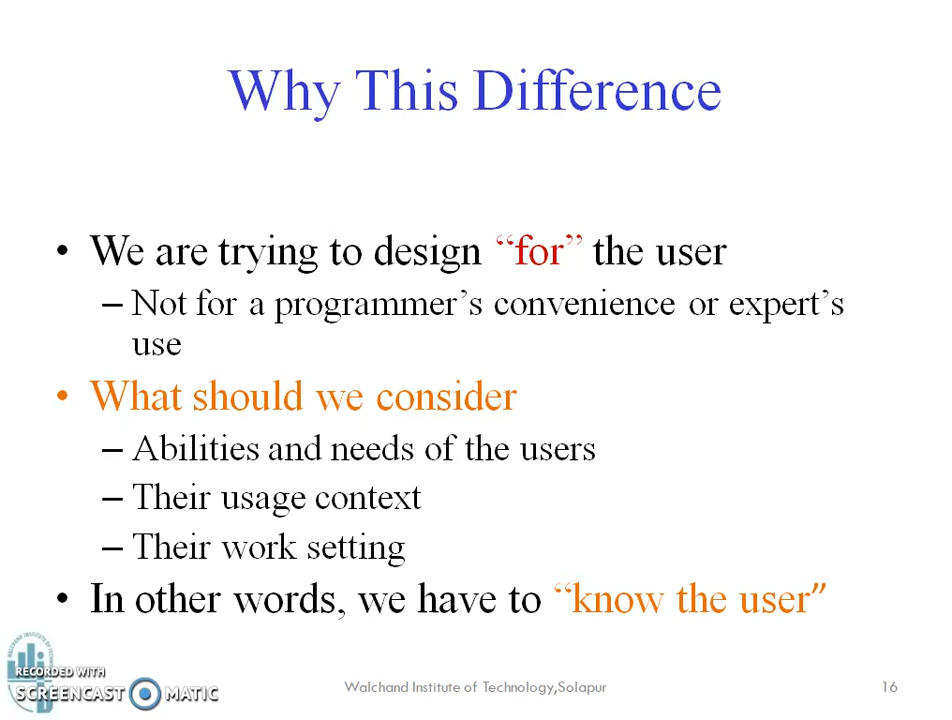 Why This Difference
• We are trying to design “for” the user
– Not for a programmer’s convenience or expert’s
use
• What should we consider
– Abilities and needs of the users
– Their usage context
– Their work setting
• In other words, we have to “know the user”
RECORDED WITH
SCREENCAST MATIC
Walchand Institute of Technology,Solapur
16